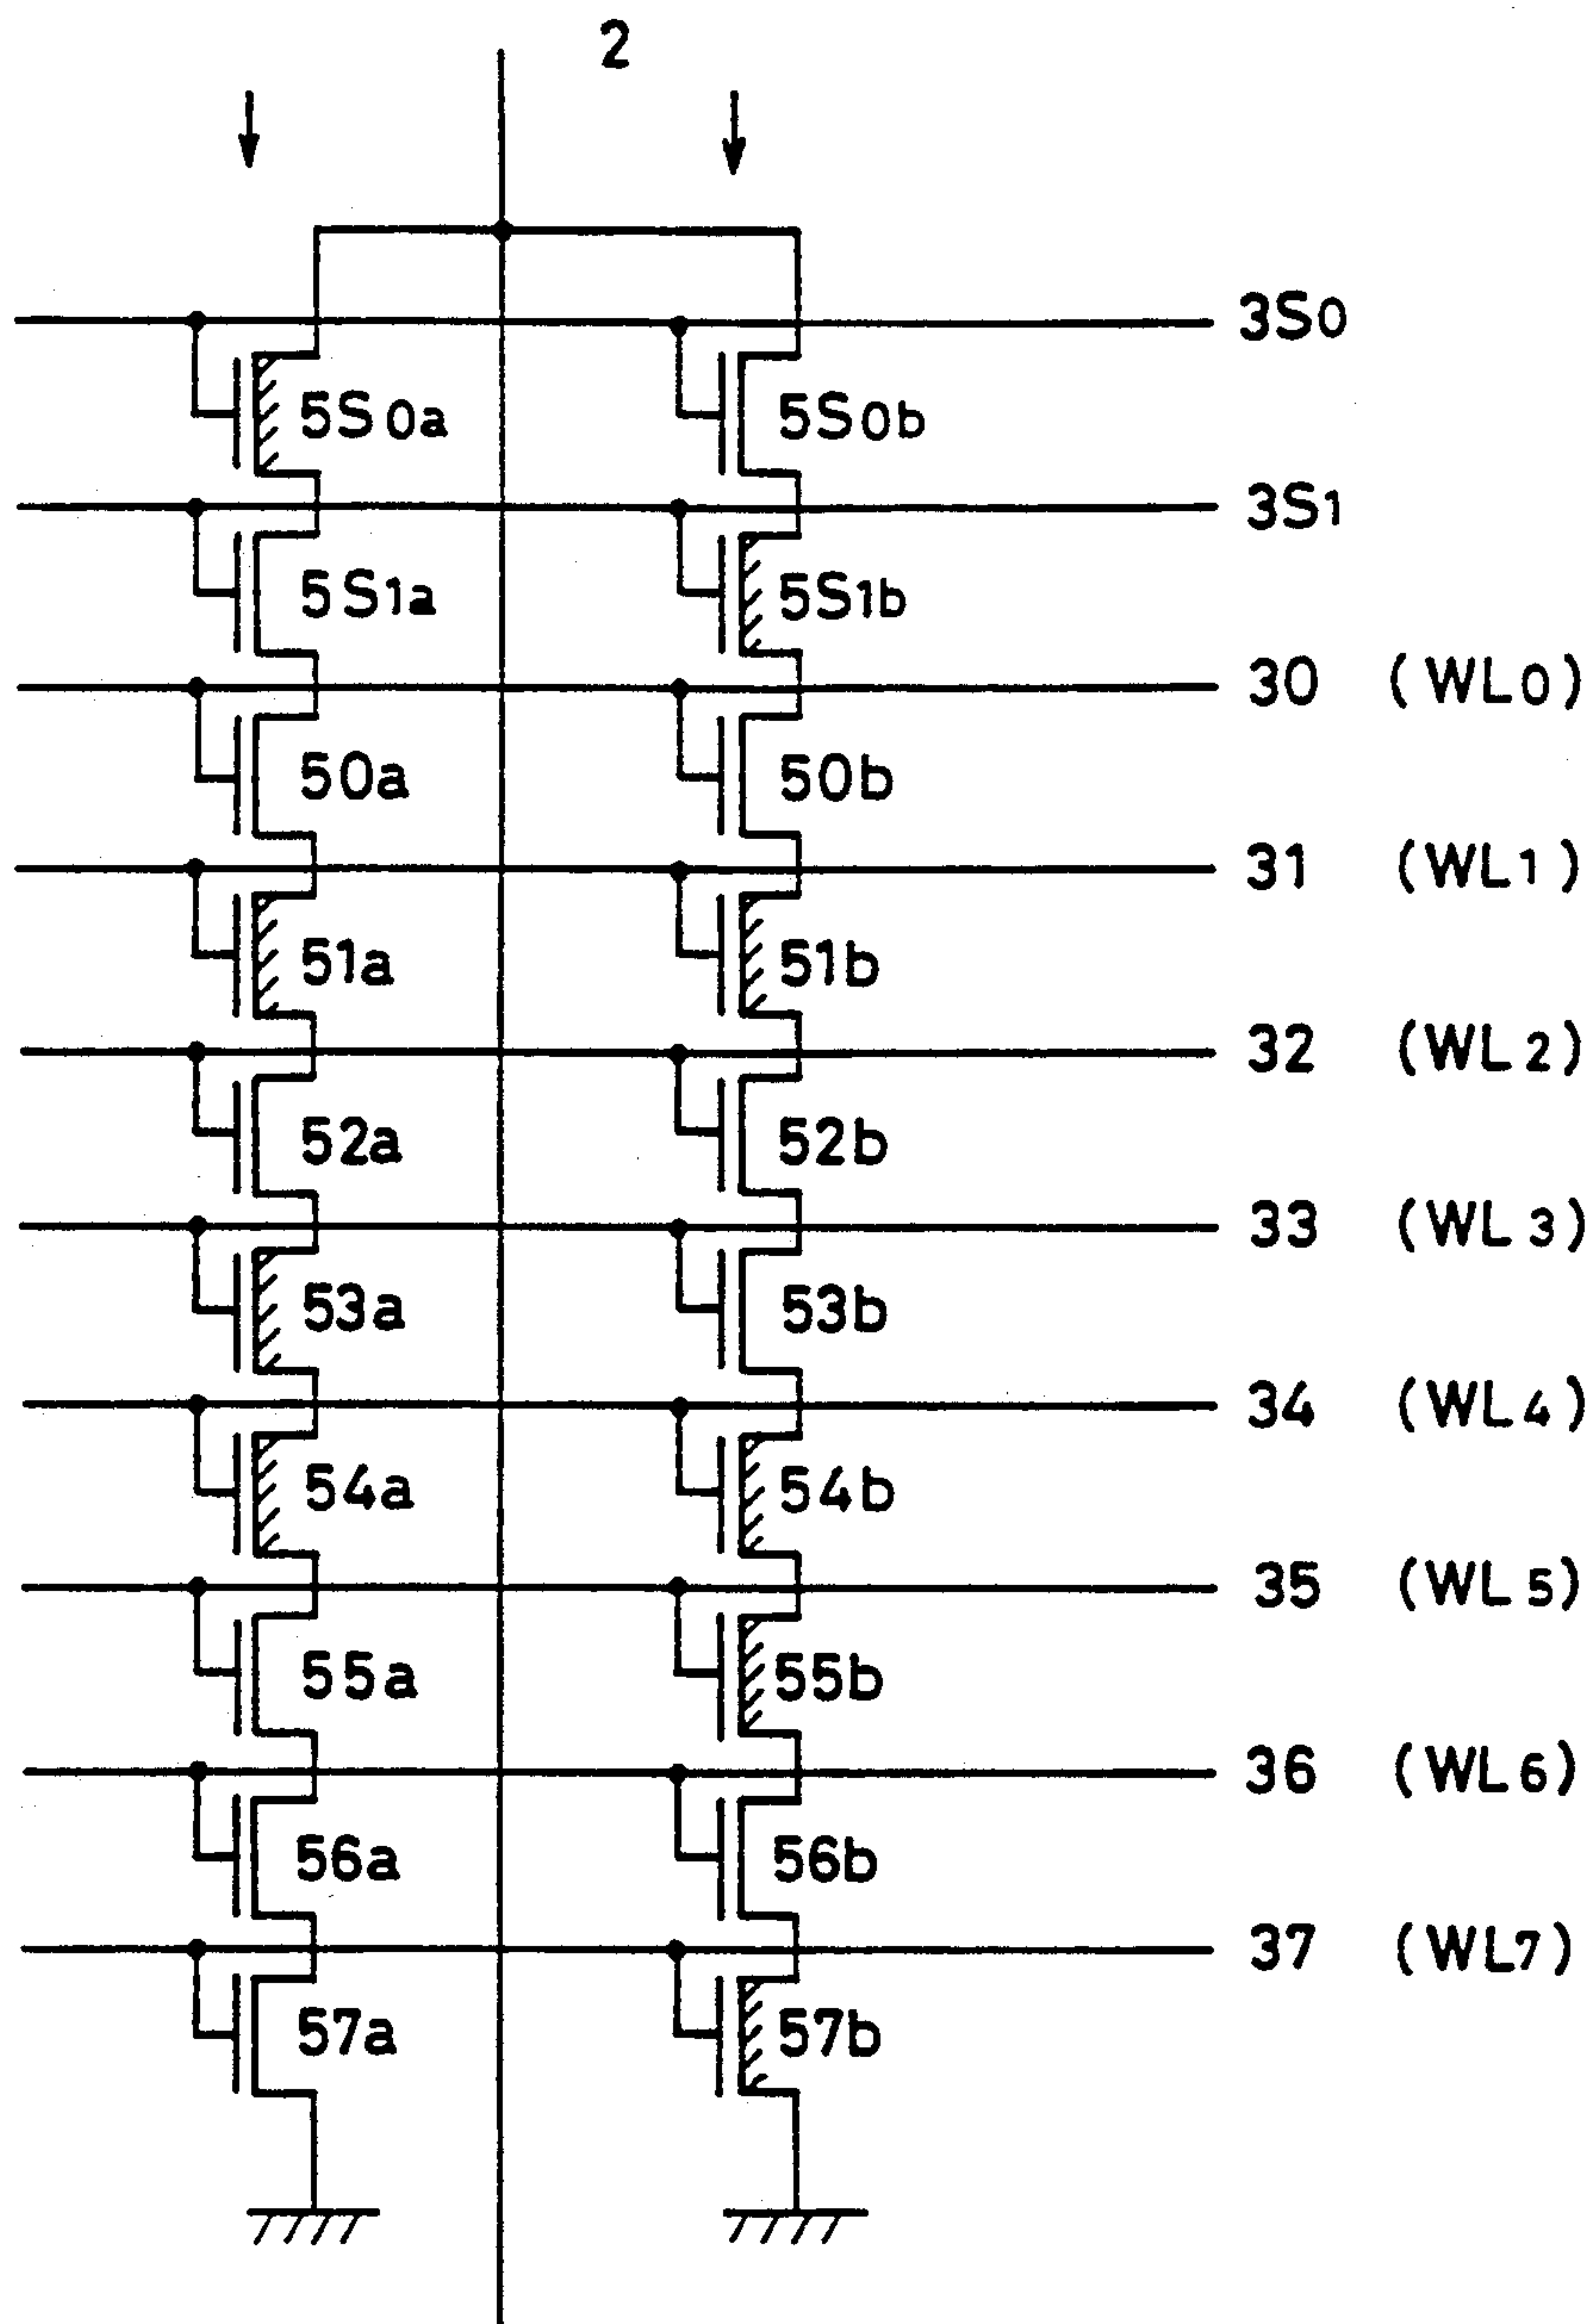 2
3S0
5S0a 5S0b
3S1
5S1a 5S1b
30 (WL0)
50a 50b
31 (WL1)
51a 51b
32 (WL2)
52a 52b
33 (WL3)
53a 53b
34 (WL4)
54a 54b
35 (WL5)
55a 55b
36 (WL6)
56a 56b
37 (WL7)
57a 57b